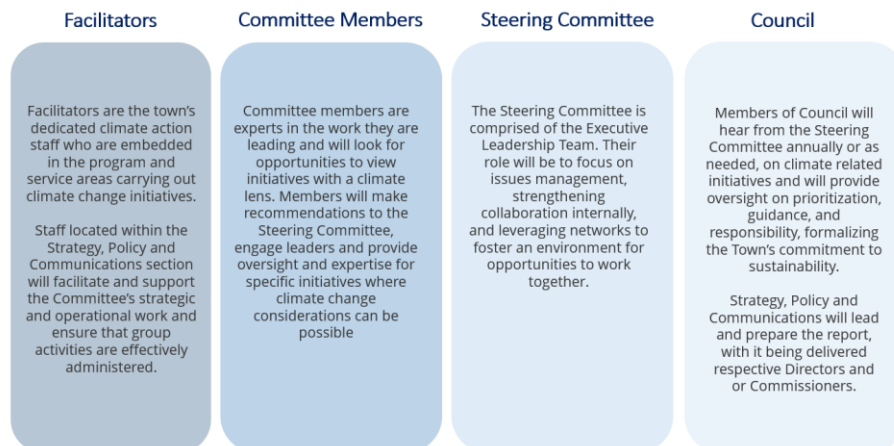 Facilitators
Facilitators are the town's
dedicated climate action
staff who are embedded
in the program and
service areas carrying out
climate change initiatives.
Staff located within the
Strategy, Policy and
Communications section
will facilitate and support
the Committee's strategic
and operational work and
ensure that group
activities are effectively
administered.
Committee Members
Committee members are
experts in the work they are
leading and will look for
opportunities to view
initiatives with a climate
lens. Members will make
recommendations to the
Steering Committee,
engage leaders and provide
oversight and expertise for
specific initiatives where
climate change
considerations can be
possible
Steering Committee
The Steering Committee is
comprised of the Executive
Leadership Team. Their
role will be to focus on
issues management,
strengthening
collaboration internally,
and leveraging networks to
foster an environment for
opportunities to work
together.
Council
Members of Council will
hear from the Steering
Committee annually or as
needed, on climate related
initiatives and will provide
oversight on prioritization,
guidance, and
responsibility, formalizing
the Town's commitment to
sustainability.
Strategy, Policy and
Communications will lead
and prepare the report,
with it being delivered
respective Directors and
or Commissioners.